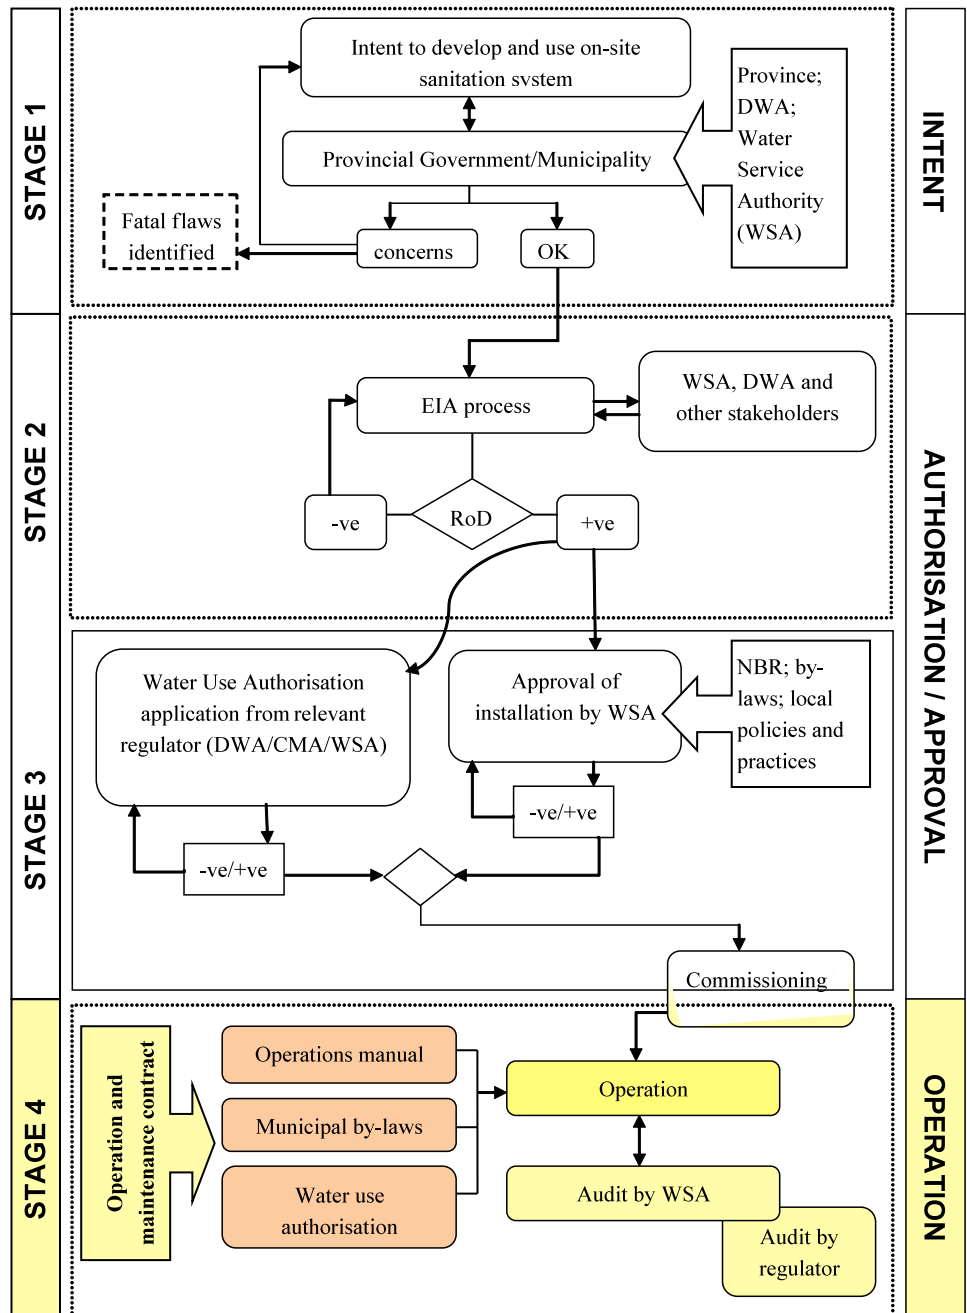 STAGE 1
INTENT
Intent to develop and use on-site
sanitation system
Province;
DWA;
Water
Service
Authority
(WSA)
Provincial Government/Municipality
Fatal flaws
identified
concerns
OK
STAGE 2
AUTHORISATION / APPROVAL
EIA process
WSA, DWA and
other stakeholders
-ve
RoD
+ve
STAGE 3
Water Use Authorisation
application from relevant
regulator (DWA/CMA/WSA)
Approval of
installation by WSA
NBR; by-
laws; local
policies and
practices
-ve/+ve
-ve/+ve
Commissioning
STAGE 4
OPERATION
Operation and
maintenance contract
Operations manual
Municipal by-laws
Water use
authorisation
Operation
Audit by WSA
Audit by
regulator